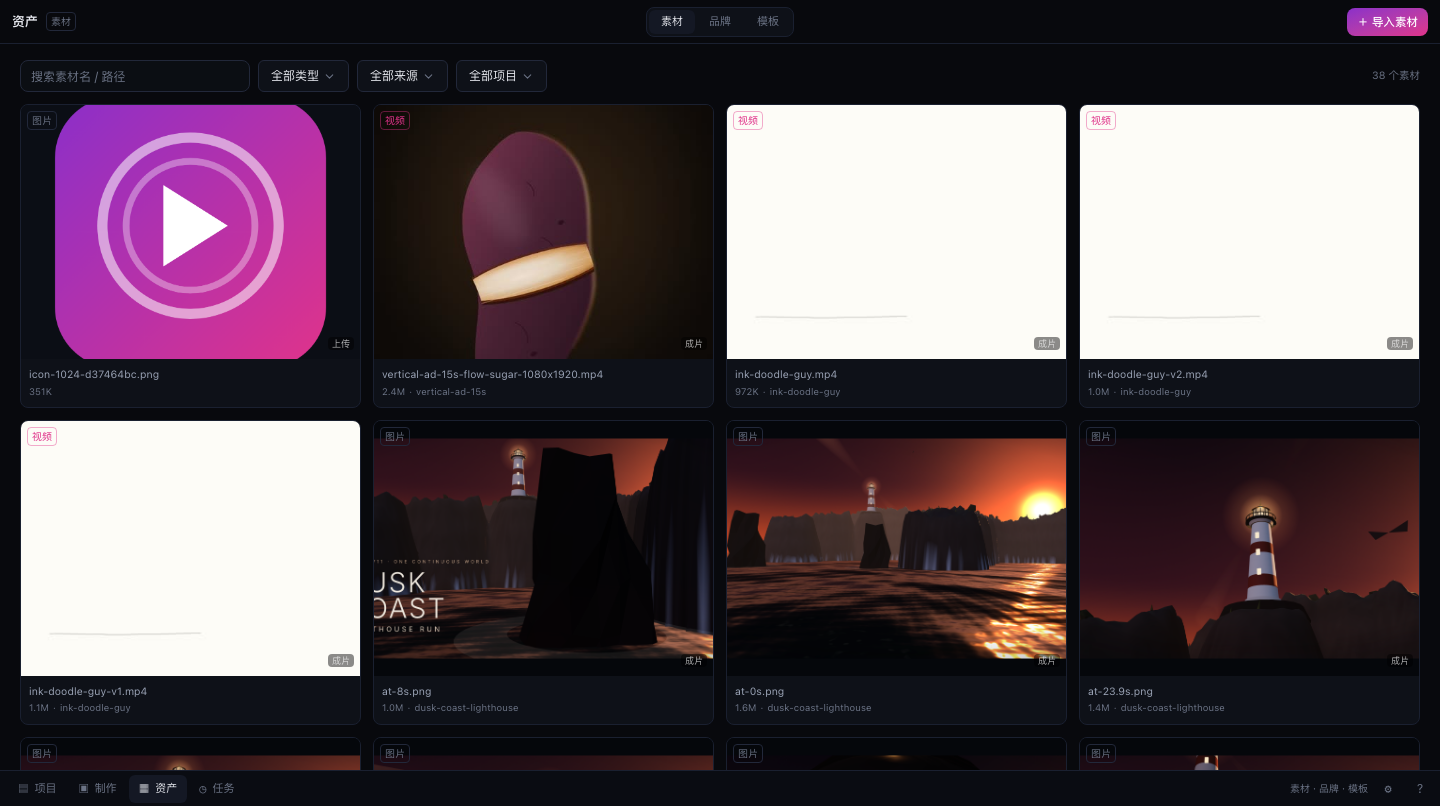 资产 素材
素材 品牌 模板
+ 导入素材
搜索素材名 / 路径
全部类型
全部来源
全部项目
38 个素材
图片
上传
icon-1024-d37464bc.png
351K
视频
成片
vertical-ad-15s-flow-sugar-1080x1920.mp4
2.4M · vertical-ad-15s
视频
成片
ink-doodle-guy.mp4
972K · ink-doodle-guy
视频
成片
ink-doodle-guy-v2.mp4
1.0M · ink-doodle-guy
视频
成片
ink-doodle-guy-v1.mp4
1.1M · ink-doodle-guy
图片
ONE CONTINUOUS WORLD
USK
OAST
THOUSE RUN
成片
at-8s.png
1.0M · dusk-coast-lighthouse
图片
成片
at-0s.png
1.6M · dusk-coast-lighthouse
图片
成片
at-23.9s.png
1.4M · dusk-coast-lighthouse
图片
图片
图片
图片
项目
制作
资产
任务
素材 · 品牌 · 模板
?